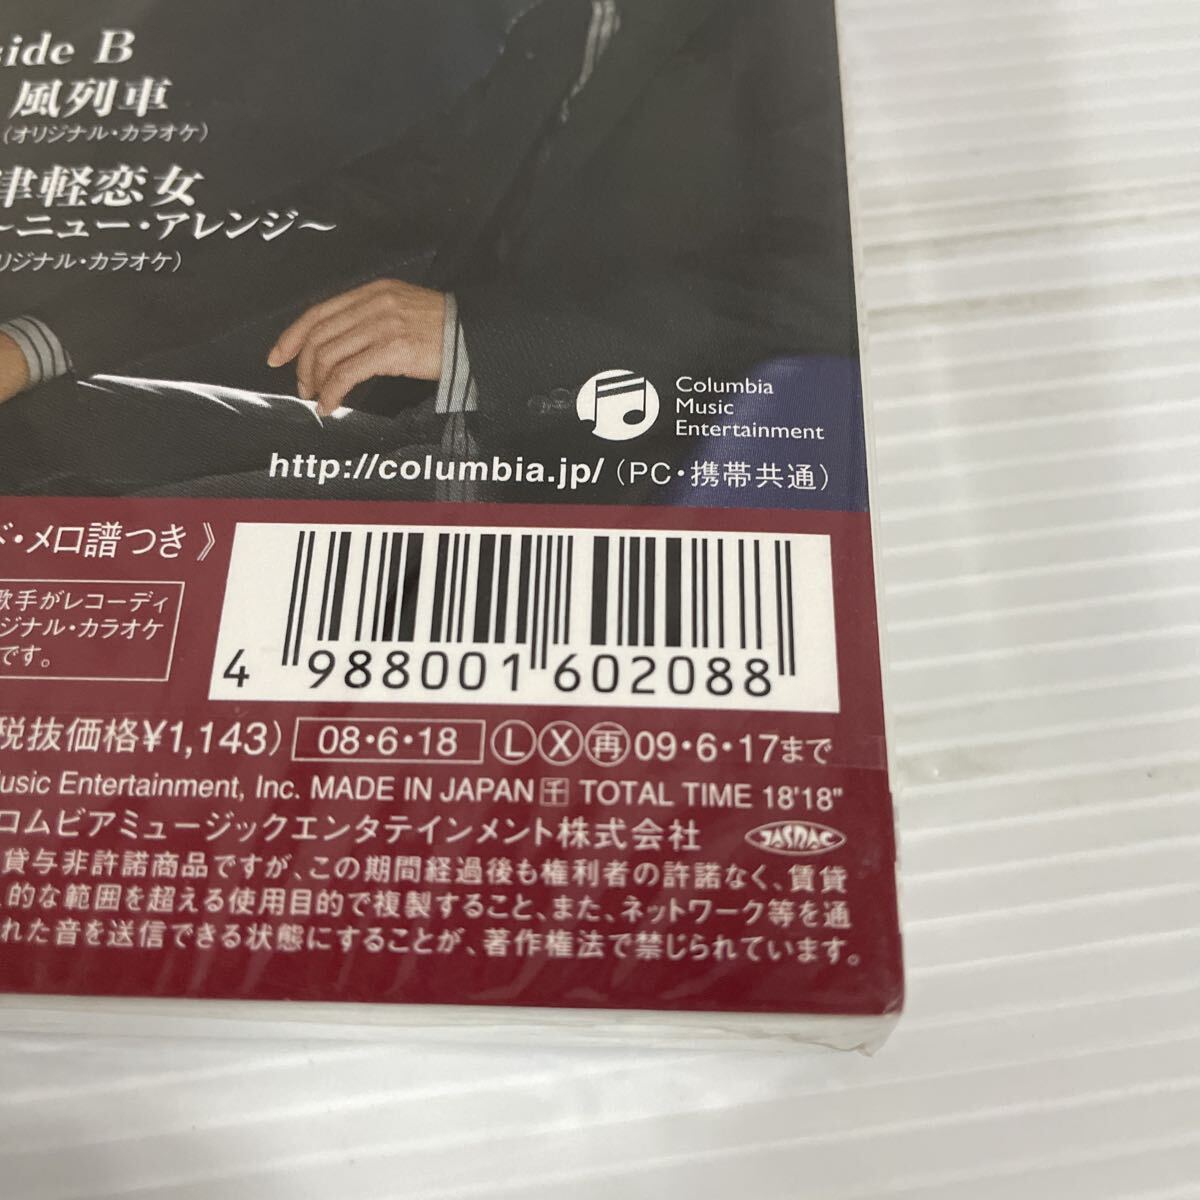 side B
風列車
(オリジナル・カラオケ)
津軽恋女
~ニュー・アレンジ~
リジナル・カラオケ)
Columbia
Music
Entertainment
http://columbia.jp/ (PC・携帯共通)
・メロ譜つき》
歌手がレコーディ
ジナル・カラオケ
です。
4 988001 602088
税抜価格¥1,143) 08・6・18 Ⓛ Ⓧ ㊢ 09・6・17まで
usic Entertainment, Inc. MADE IN JAPAN 千 TOTAL TIME 18'18"
ロムビアミュージックエンタテインメント株式会社
JASRAC
貸与非許諾商品ですが、この期間経過後も権利者の許諾なく、賃貸
的な範囲を超える使用目的で複製すること、また、ネットワーク等を通
れた音を送信できる状態にすることが、著作権法で禁じられています。